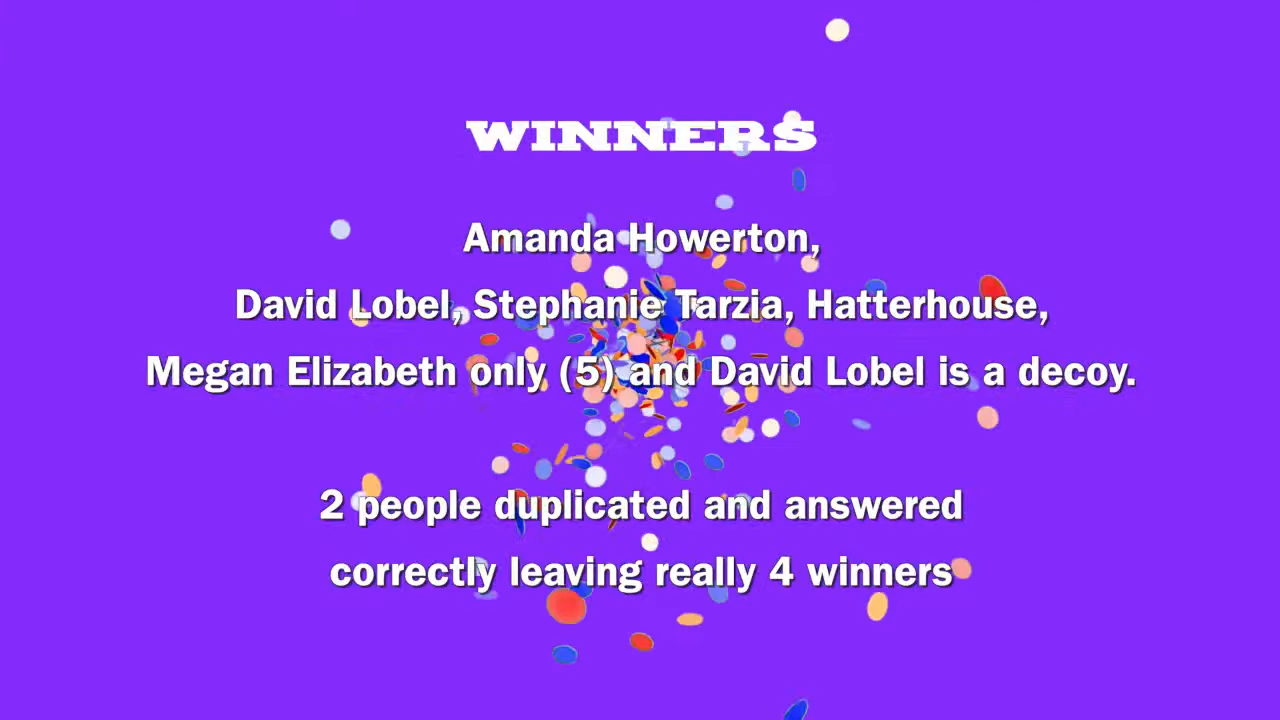 WINNERS
Amanda Howerton,
David Lobel, Stephanie Tarzia, Hatterhouse,
Megan Elizabeth only (5) and David Lobel is a decoy.
2 people duplicated and answered
correctly leaving really 4 winners